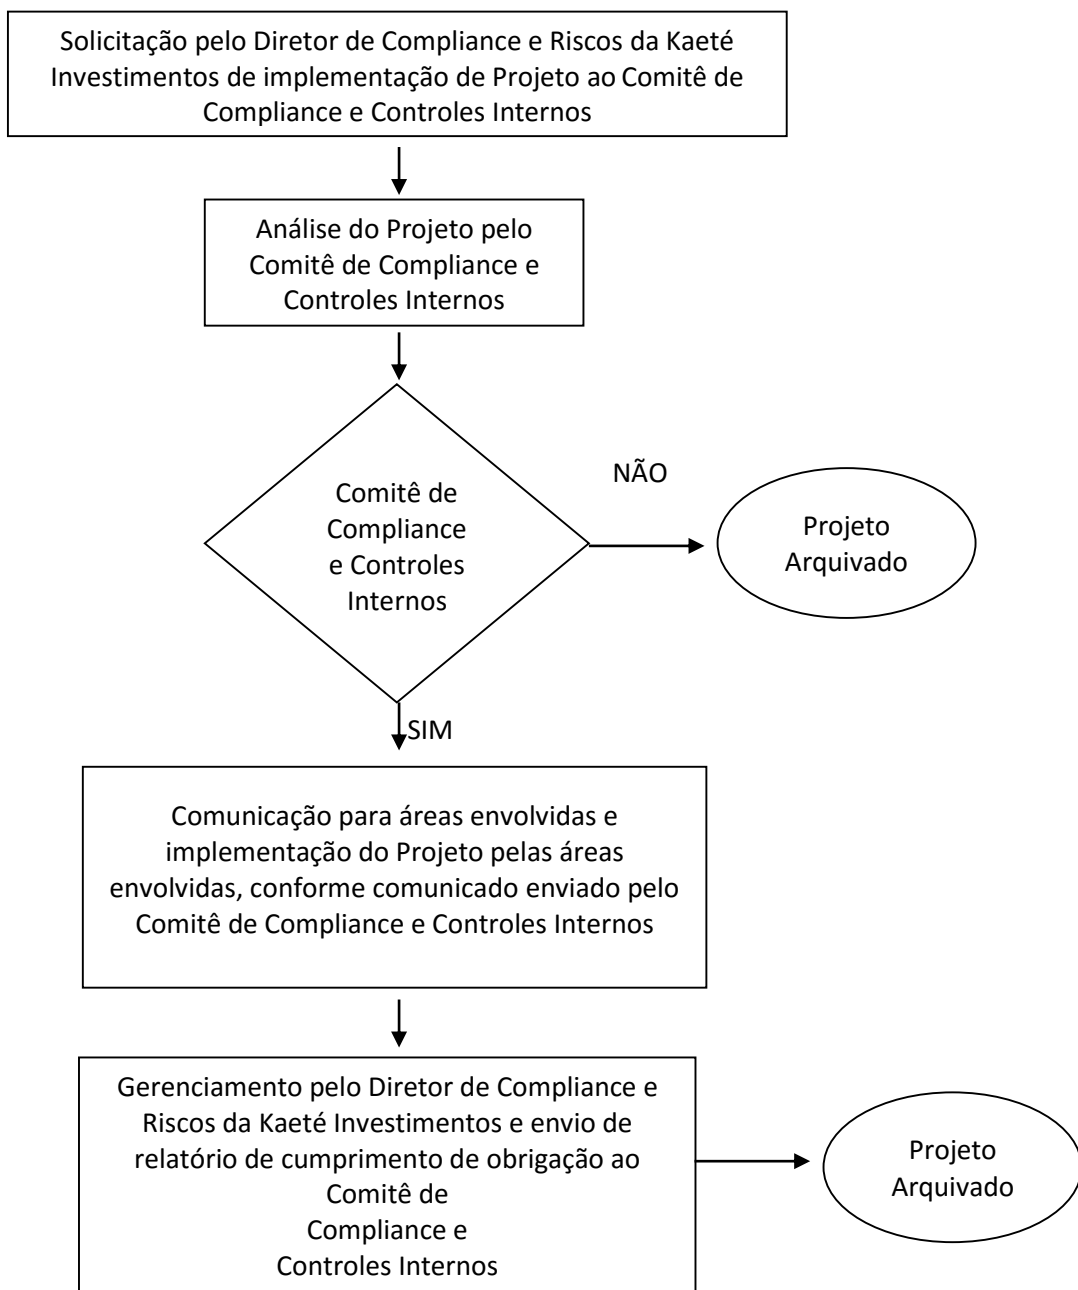 Solicitação pelo Diretor de Compliance e Riscos da Kaeté
Investimentos de implementação de Projeto ao Comitê de
Compliance e Controles Internos
Análise do Projeto pelo
Comitê de Compliance e
Controles Internos
NÃO
Comitê de
Compliance
e Controles
Internos
Projeto
Arquivado
SIM
Comunicação para áreas envolvidas e
implementação do Projeto pelas áreas
envolvidas, conforme comunicado enviado pelo
Comitê de Compliance e Controles Internos
Gerenciamento pelo Diretor de Compliance e
Riscos da Kaeté Investimentos e envio de
relatório de cumprimento de obrigação ao
Comitê de
Compliance e
Controles Internos
Projeto
Arquivado